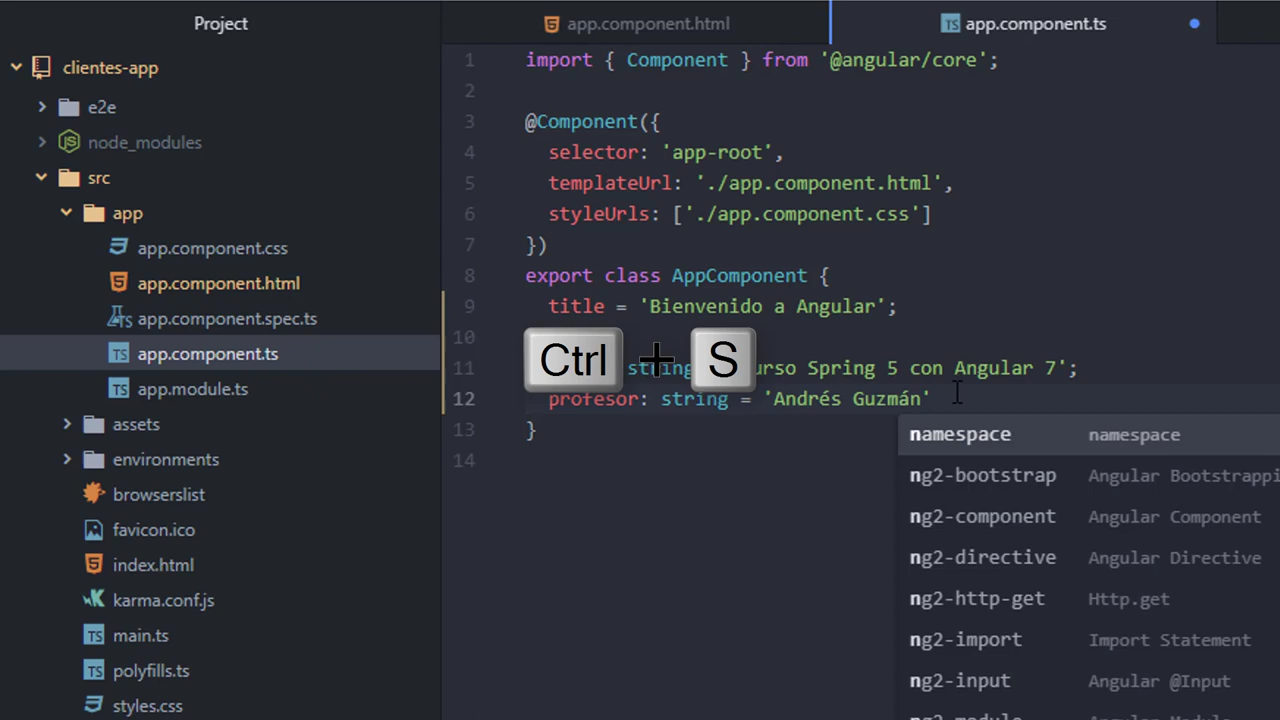 Project
clientes-app
e2e
node_modules
src
app
app.component.css
app.component.html
app.component.spec.ts
app.component.ts
app.module.ts
assets
environments
browserslist
favicon.ico
index.html
karma.conf.js
main.ts
polyfills.ts
styles.css
app.component.html
app.component.ts
1 import { Component } from '@angular/core';
2
3 @Component({
4 selector: 'app-root',
5 templateUrl: './app.component.html',
6 styleUrls: ['./app.component.css']
7 })
8 export class AppComponent {
9 title = 'Bienvenido a Angular';
10
Ctrl + S
11 string urso Spring 5 con Angular 7';
12 profesor: string = 'Andrés Guzmán'
13 }
14
namespace namespace
ng2-bootstrap Angular Bootstrappi
ng2-component Angular Component
ng2-directive Angular Directive
ng2-http-get Http.get
ng2-import Import Statement
ng2-input Angular @Input
ng2-module Angular Module